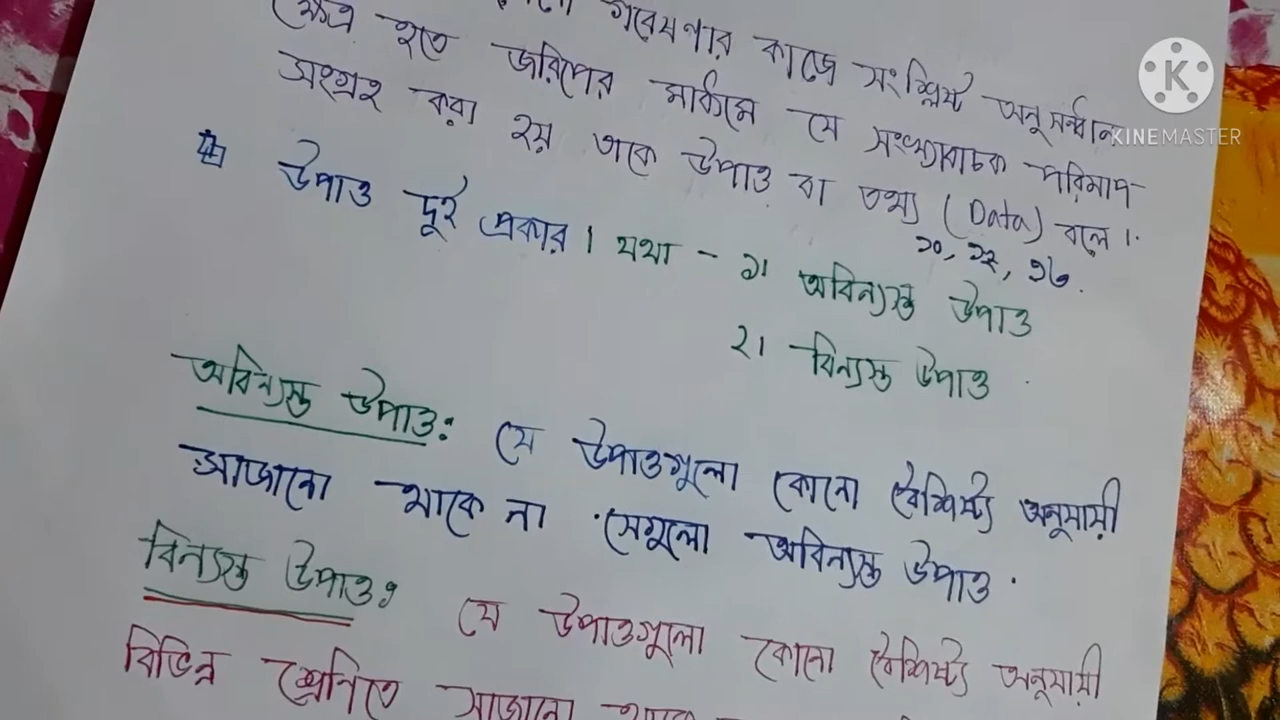 গবেষণার কাজে সংশ্লিষ্ট অনুসন্ধান
ক্ষেত্র হতে জরিপের মাধ্যমে যে সংখ্যাবাচক পরিমাপ
সংগ্রহ করা হয় তাকে উপাত্ত বা তথ্য (Data) বলে।
উপাত্ত দুই প্রকার। যথা - ১। অবিন্যস্ত উপাত্ত
১০, ১২, ১৬.
২। বিন্যস্ত উপাত্ত
অবিন্যস্ত উপাত্ত: যে উপাত্তগুলো কোনো বৈশিষ্ট্য অনুযায়ী
সাজানো থাকে না সেগুলো অবিন্যস্ত উপাত্ত.
বিন্যস্ত উপাত্তঃ যে উপাত্তগুলো কোনো বৈশিষ্ট্য অনুযায়ী
বিভিন্ন শ্রেনিতে সাজানো থাকে
K
KINEMASTER